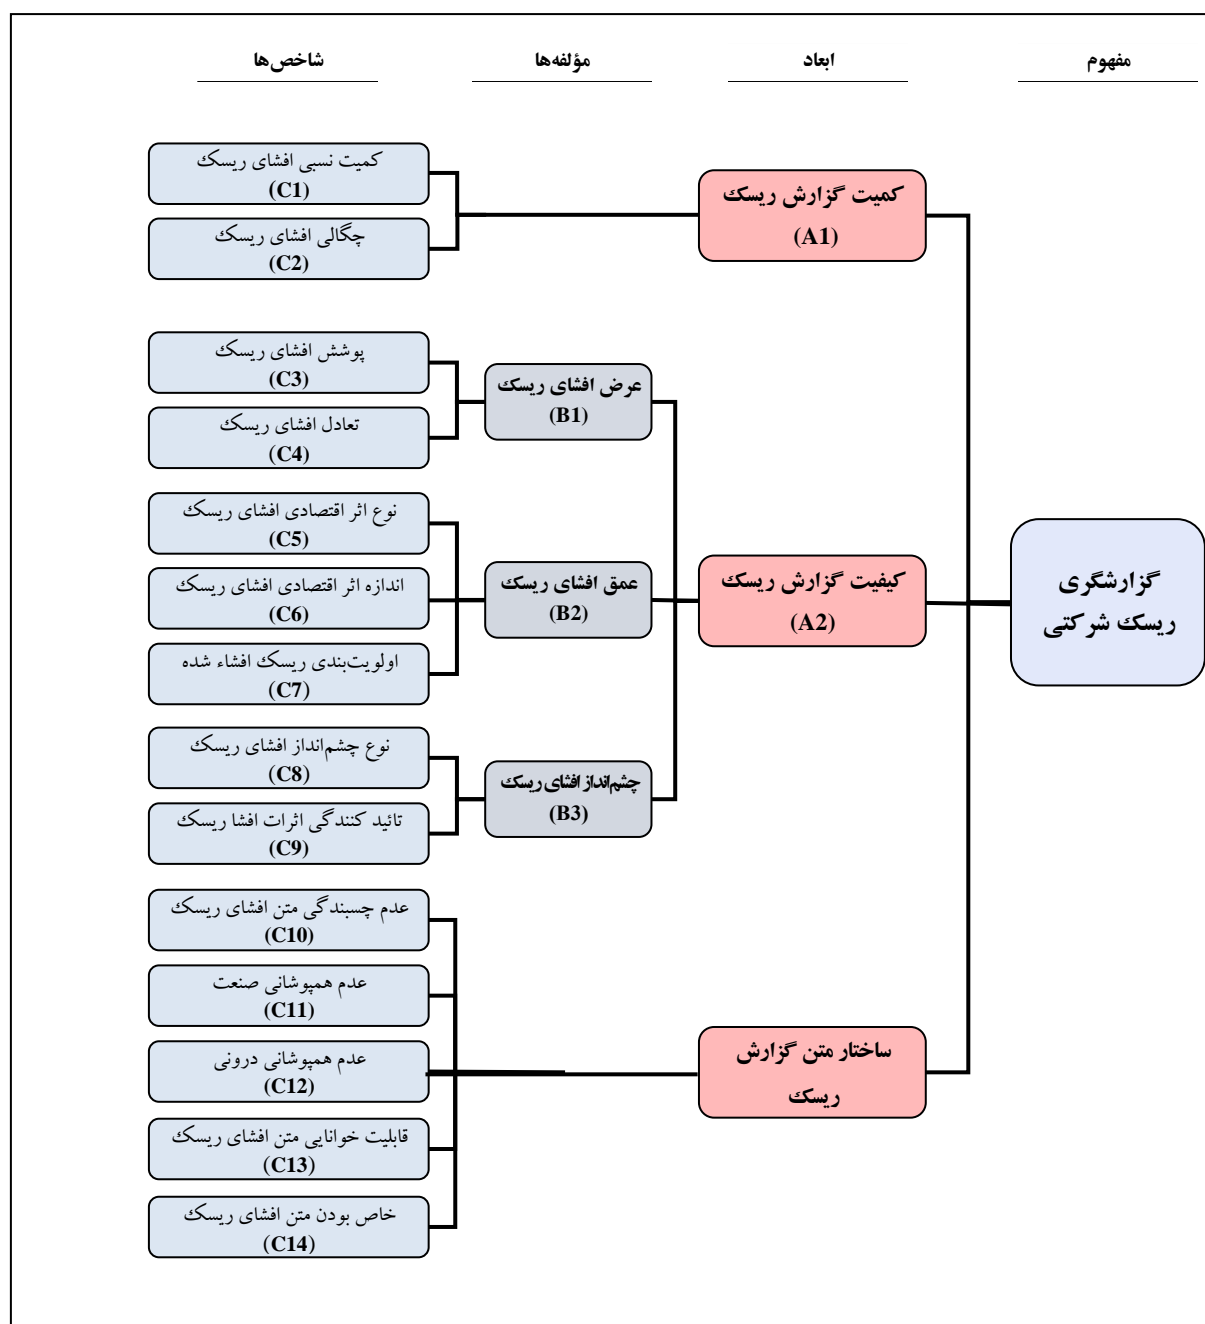 مفهوم
ابعاد
مؤلفه‌ها
شاخص‌ها
گزارشگری
ریسک شرکتی
کمیت گزارش ریسک
(A1)
کمیت نسبی افشای ریسک
(C1)
چگالی افشای ریسک
(C2)
کیفیت گزارش ریسک
(A2)
عرض افشای ریسک
(B1)
پوشش افشای ریسک
(C3)
تعادل افشای ریسک
(C4)
عمق افشای ریسک
(B2)
نوع اثر اقتصادی افشای ریسک
(C5)
اندازه اثر اقتصادی افشای ریسک
(C6)
اولویت‌بندی ریسک افشاء شده
(C7)
چشم‌انداز افشای ریسک
(B3)
نوع چشم‌انداز افشای ریسک
(C8)
تائید کنندگی اثرات افشا ریسک
(C9)
ساختار متن گزارش
ریسک
عدم چسبندگی متن افشای ریسک
(C10)
عدم همپوشانی صنعت
(C11)
عدم همپوشانی درونی
(C12)
قابلیت خوانایی متن افشای ریسک
(C13)
خاص بودن متن افشای ریسک
(C14)